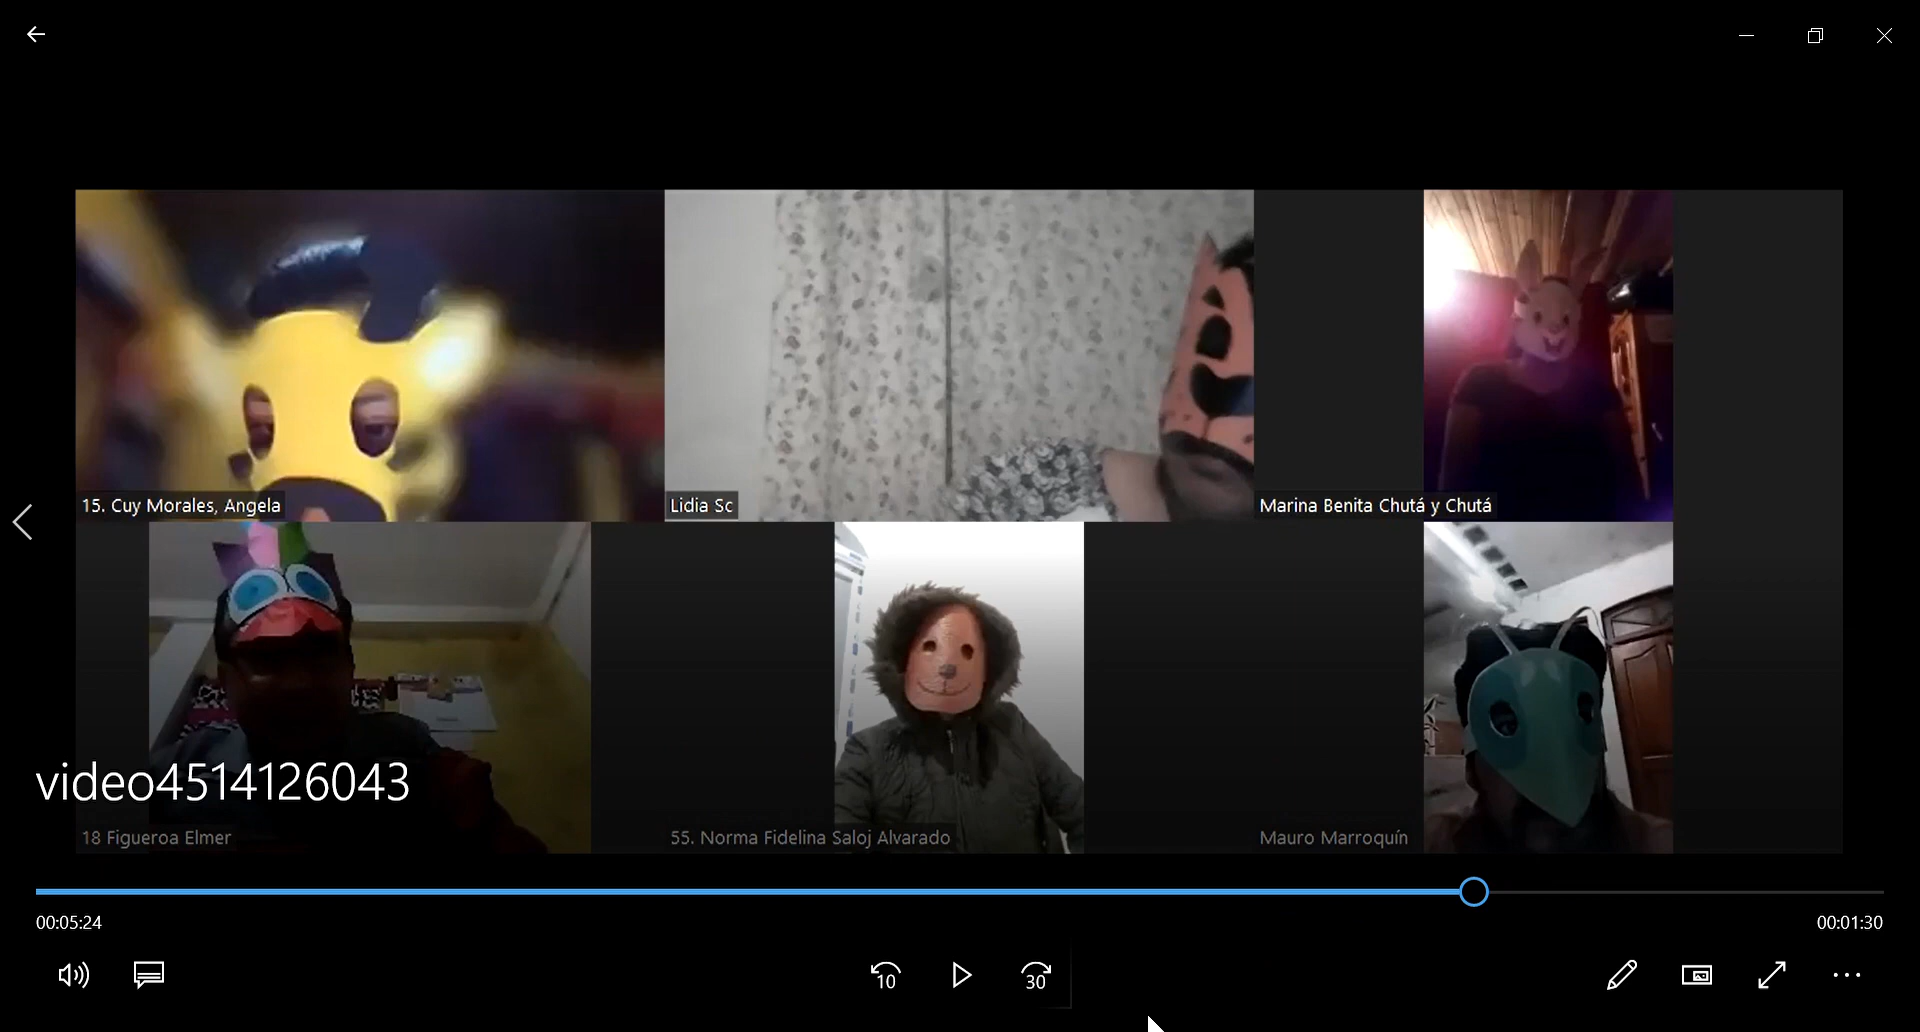 15. Cuy Morales, Angela
Lidia Sc
Marina Benita Chutá y Chutá
video4514126043
18 Figueroa Elmer
55. Norma Fidelina Saloj Alvarado
Mauro Marroquín
00:05:24
00:01:30
10
30